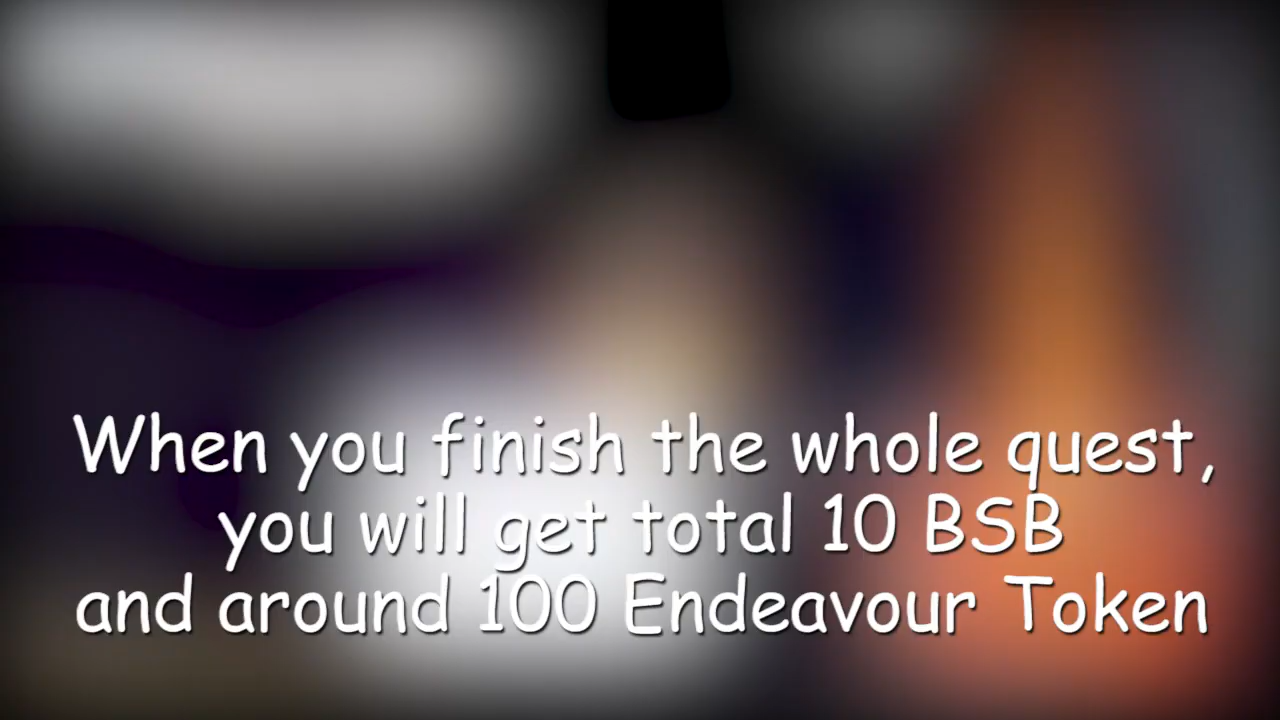 When you finish the whole quest,
you will get total 10 BSB
and around 100 Endeavour Token